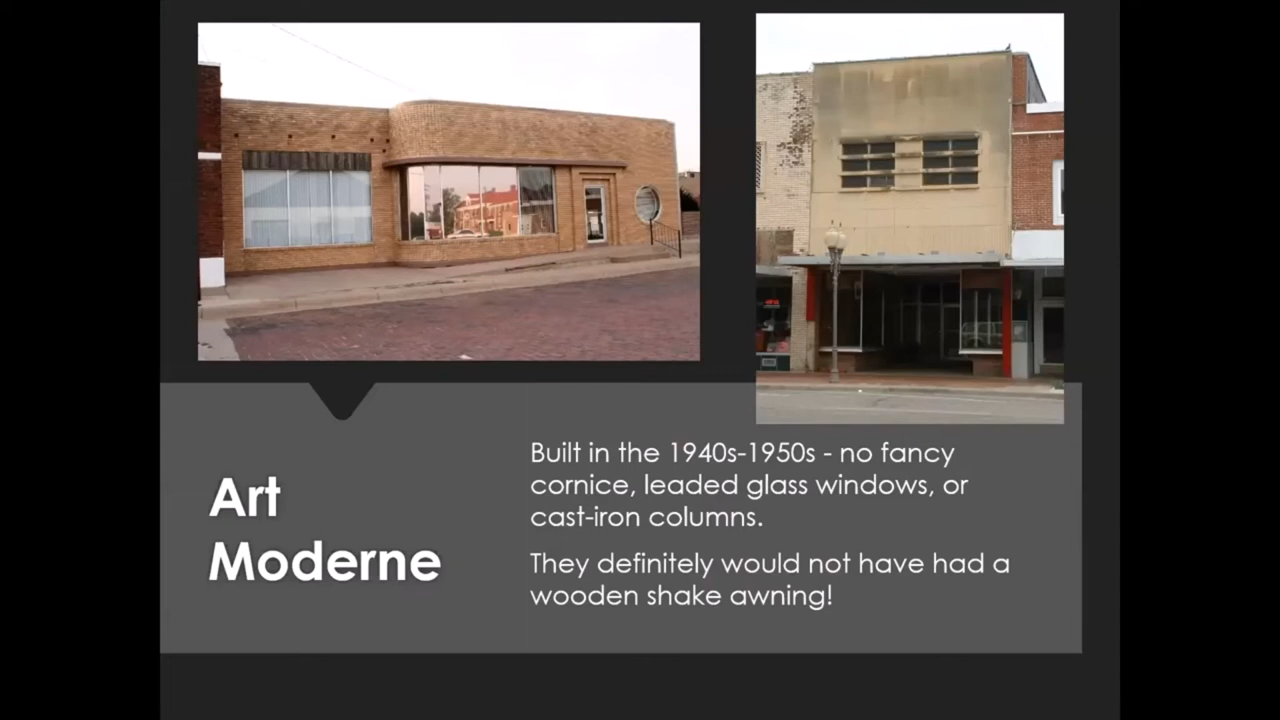 Art
Moderne
Built in the 1940s-1950s - no fancy
cornice, leaded glass windows, or
cast-iron columns.
They definitely would not have had a
wooden shake awning!